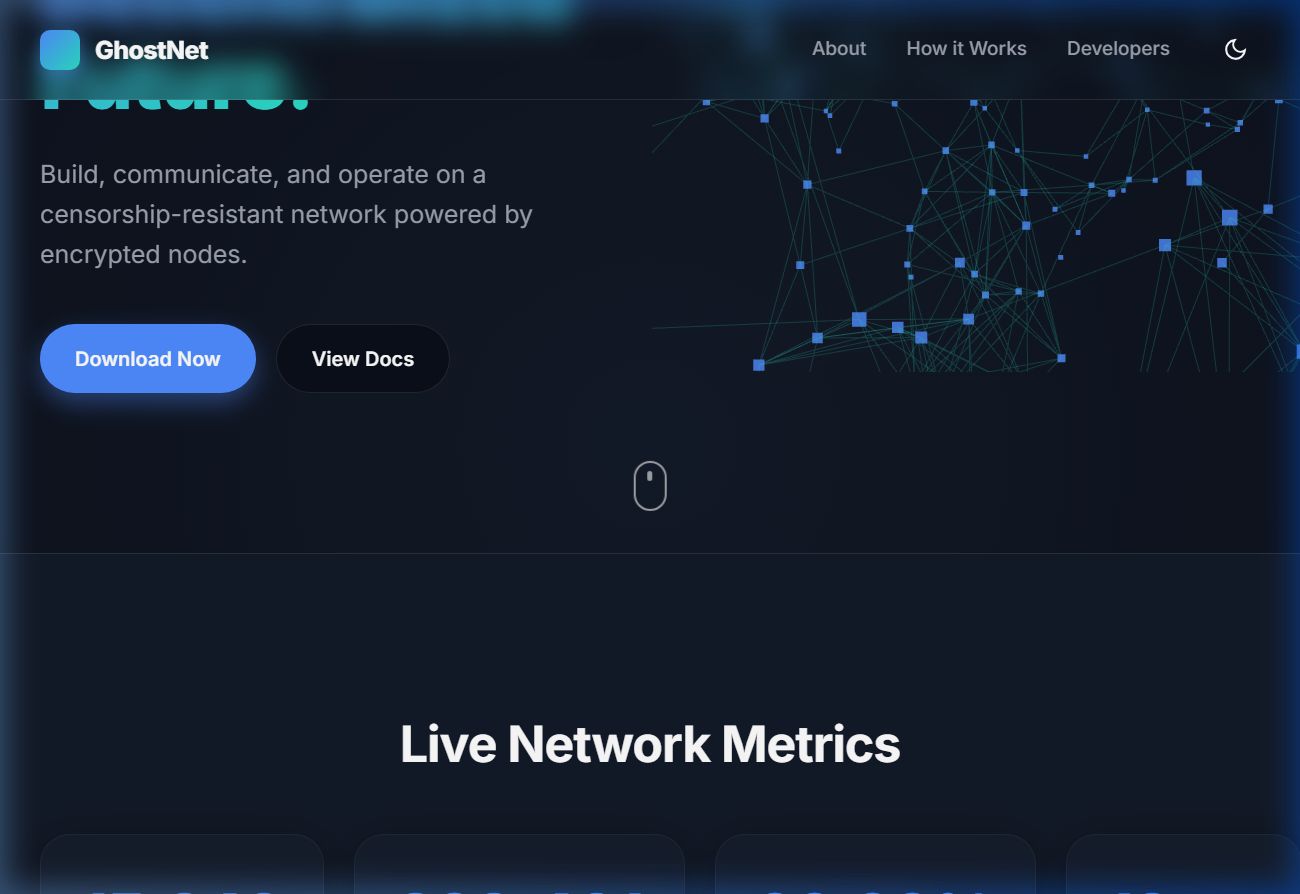 GhostNet
About
How it Works
Developers
Future.
Build, communicate, and operate on a
censorship-resistant network powered by
encrypted nodes.
Download Now
View Docs
Live Network Metrics